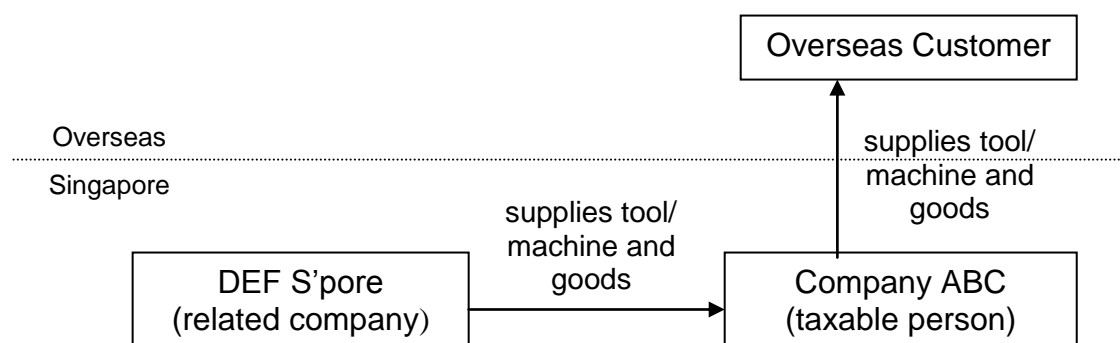 Overseas Customer
Overseas
Singapore
supplies tool/
machine and
goods
supplies tool/
machine and
goods
DEF S’pore
(related company)
Company ABC
(taxable person)